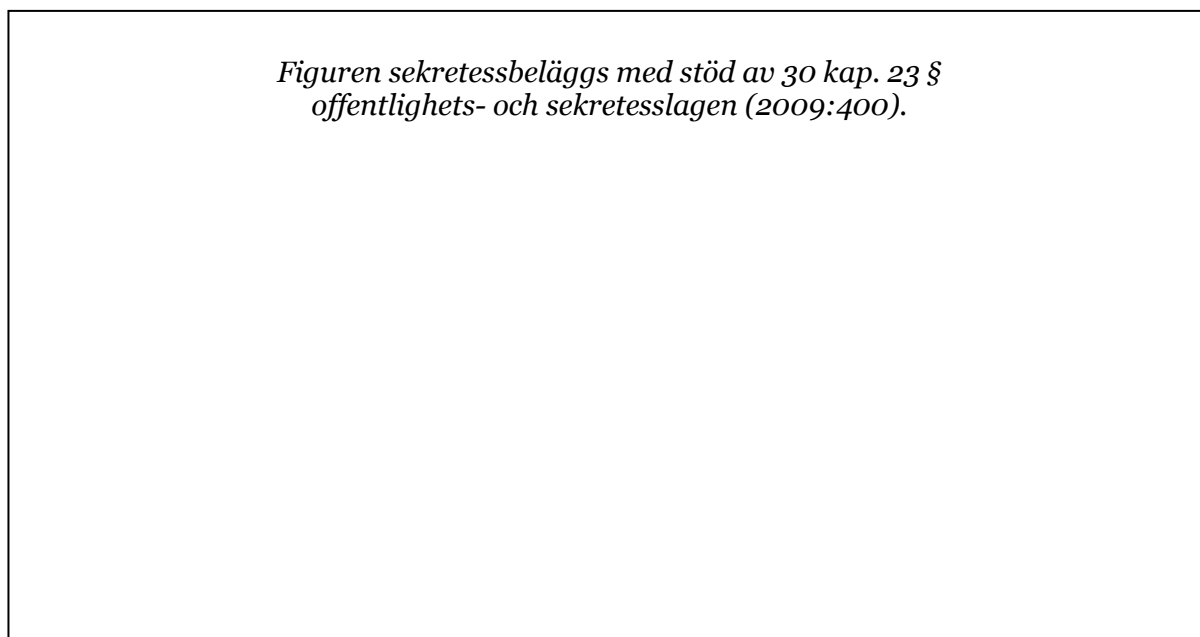 Figuren sekretessbeläggs med stöd av 30 kap. 23 §
offentlighets- och sekretesslagen (2009:400).